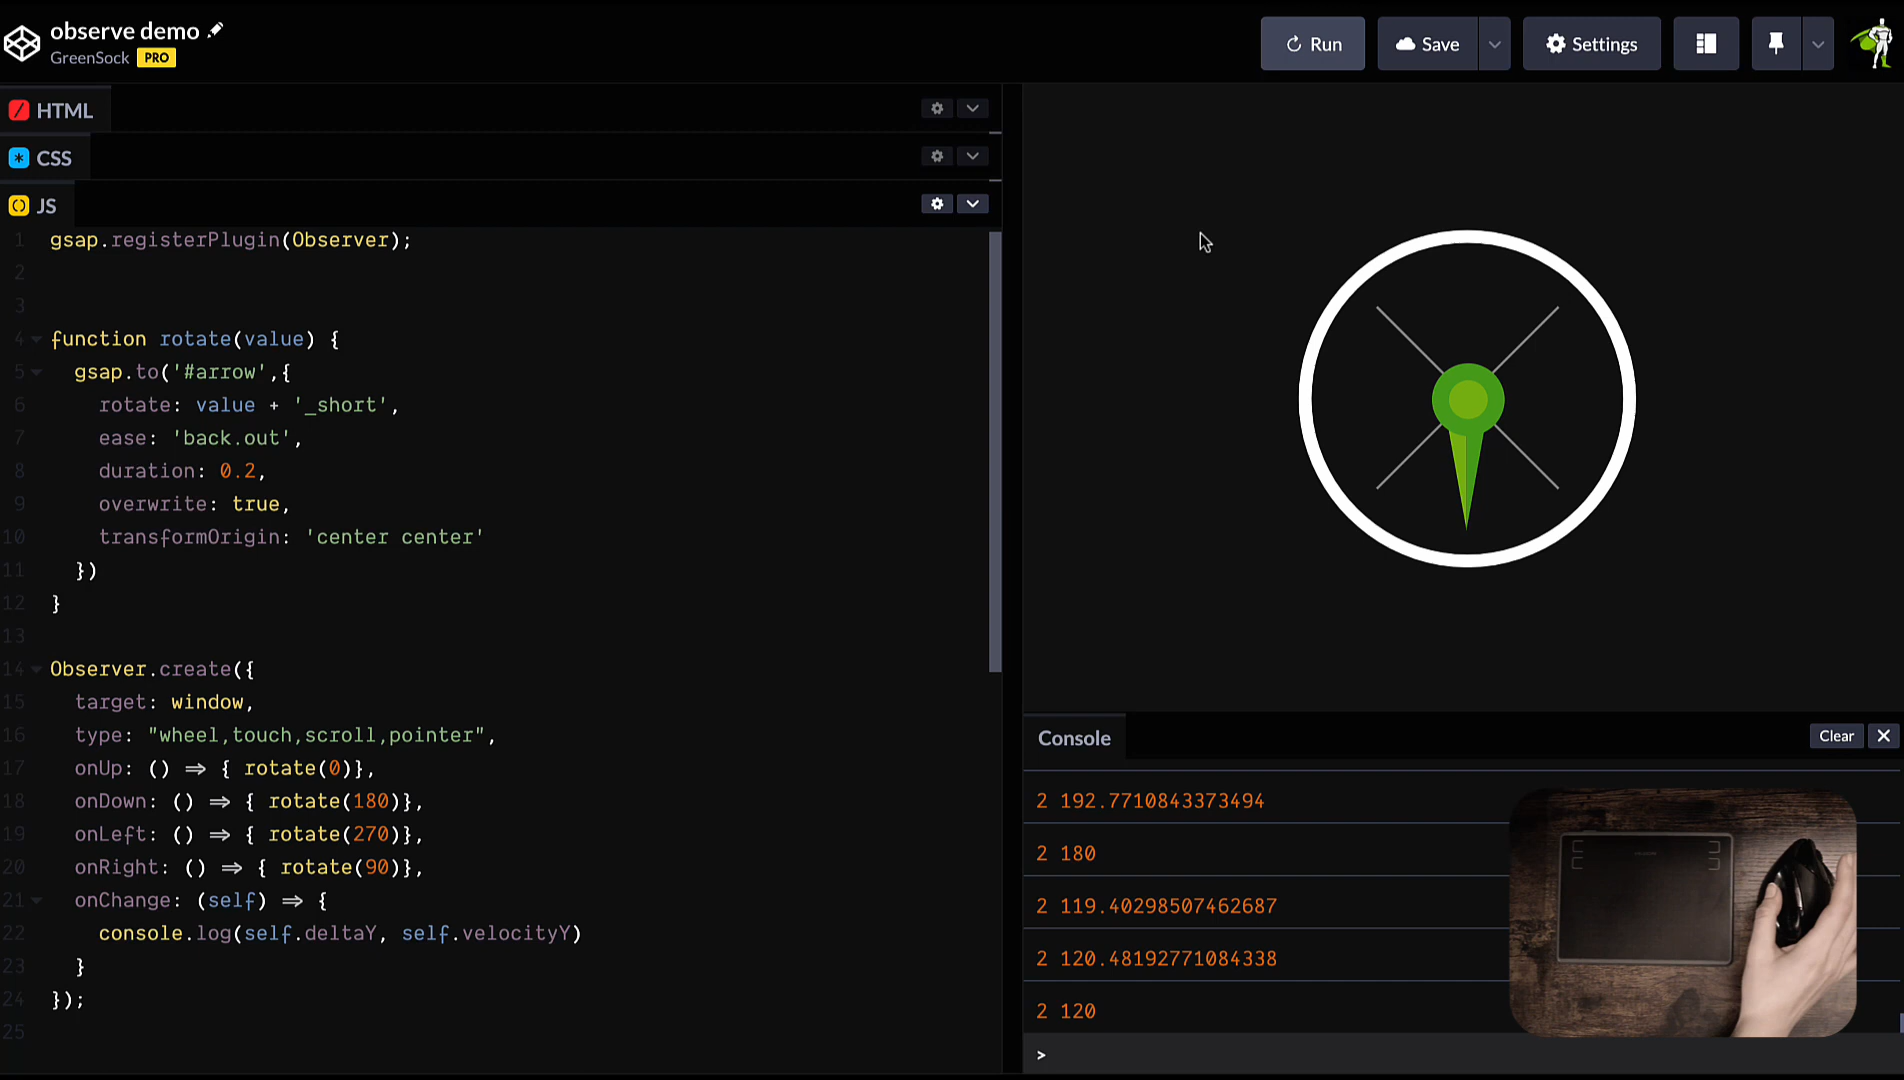 observe demo
GreenSock PRO
Run
Save
Settings
HTML
CSS
JS
1 gsap.registerPlugin(Observer);
2
3
4 function rotate(value) {
5 gsap.to('#arrow',{
6 rotate: value + '_short',
7 ease: 'back.out',
8 duration: 0.2,
9 overwrite: true,
10 transformOrigin: 'center center'
11 })
12 }
13
14 Observer.create({
15 target: window,
16 type: "wheel,touch,scroll,pointer",
17 onUp: () => { rotate(0)},
18 onDown: () => { rotate(180)},
19 onLeft: () => { rotate(270)},
20 onRight: () => { rotate(90)},
21 onChange: (self) => {
22 console.log(self.deltaY, self.velocityY)
23 }
24 });
25
Console
Clear
2 192.7710843373494
2 180
2 119.40298507462687
2 120.48192771084338
2 120
>